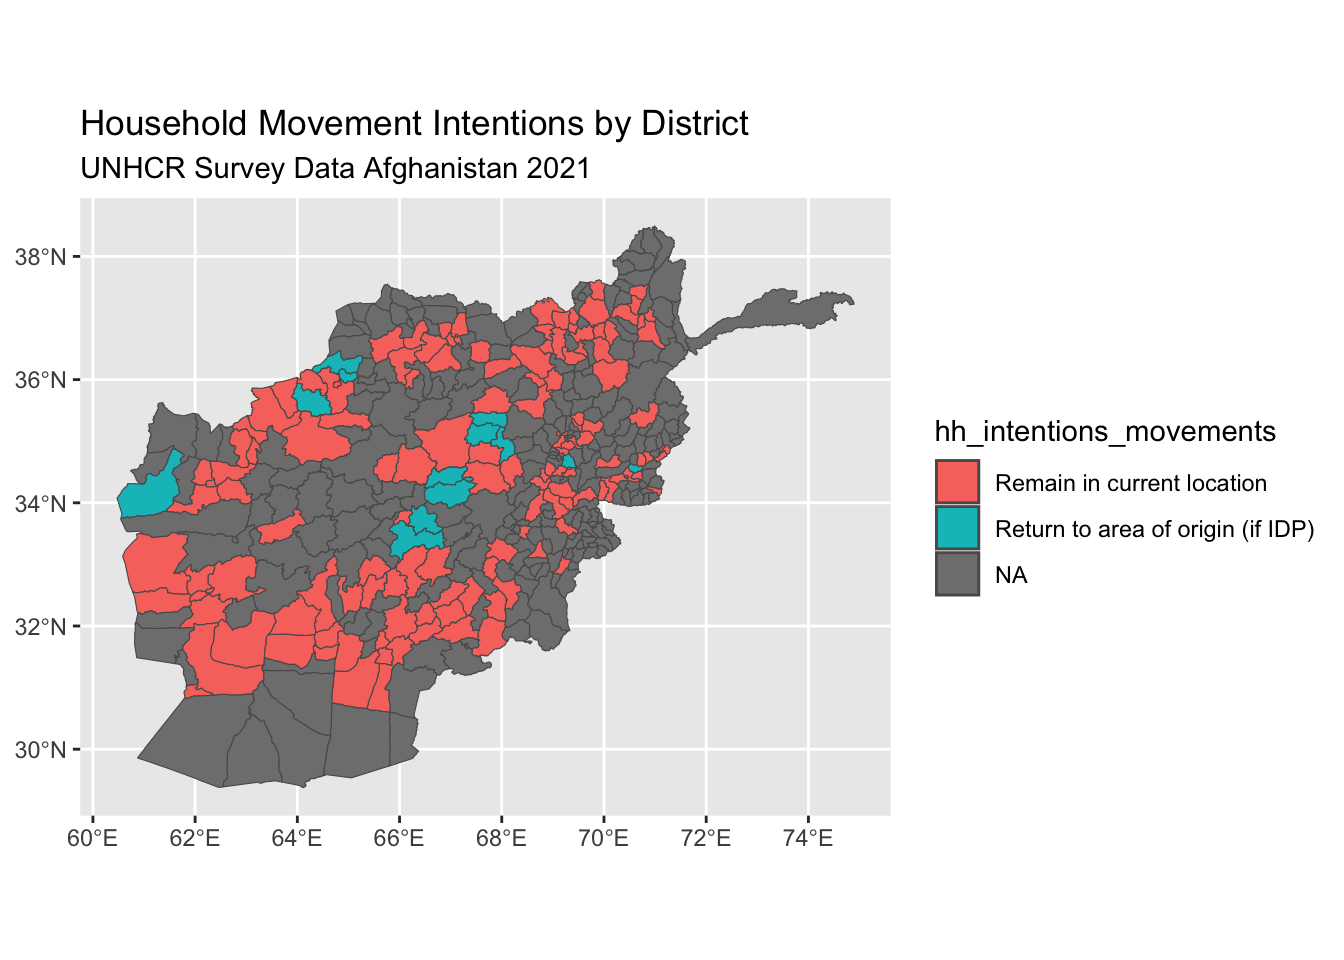 Household Movement Intentions by District
UNHCR Survey Data Afghanistan 2021
38°N
36°N
34°N
32°N
30°N
60°E 62°E 64°E 66°E 68°E 70°E 72°E 74°E
hh_intentions_movements
Remain in current location
Return to area of origin (if IDP)
NA